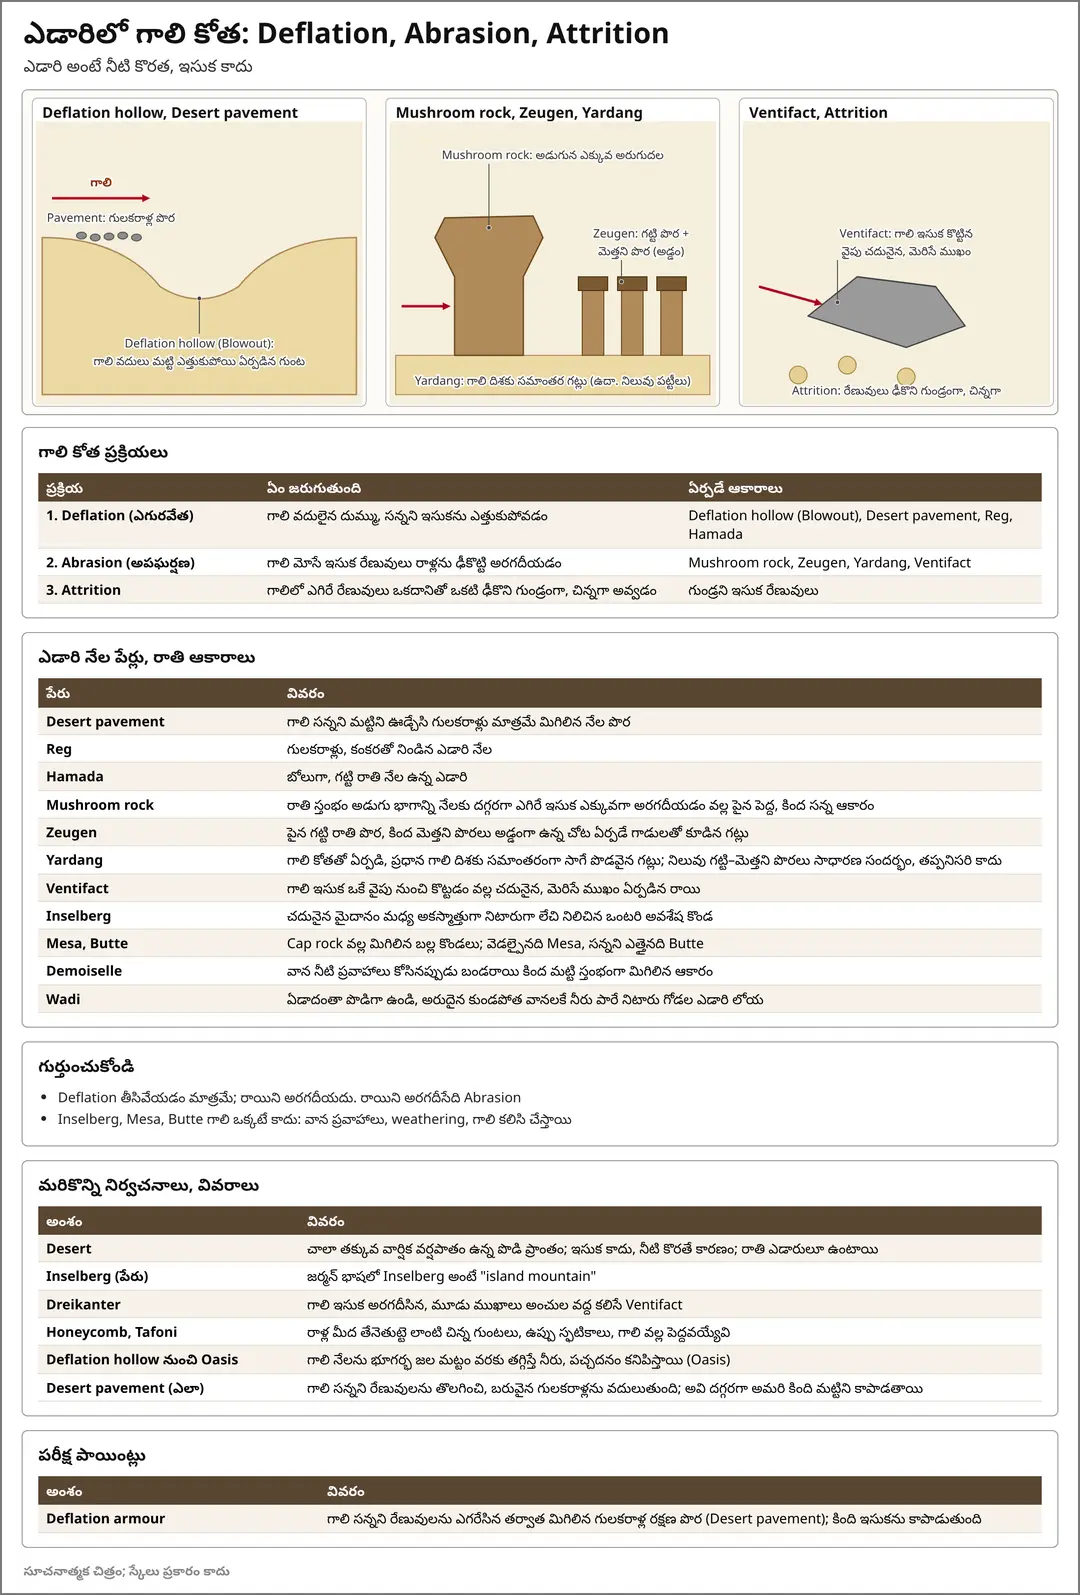 ఎడారిలో గాలి కోత: Deflation, Abrasion, Attrition
ఎడారి అంటే నీటి కొరత, ఇసుక కాదు
Deflation hollow, Desert pavement
గాలి
Pavement: గులకరాళ్ల పొర
Deflation hollow (Blowout):
గాలి వదులు మట్టి ఎత్తుకుపోయి ఏర్పడిన గుంట
Mushroom rock, Zeugen, Yardang
Mushroom rock: అడుగున ఎక్కువ అరుగుదల
Zeugen: గట్టి పొర +
మెత్తని పొర (అడ్డం)
Yardang: గాలి దిశకు సమాంతర గట్లు (ఉదా. నిలువు పట్టీలు)
Ventifact, Attrition
Ventifact: గాలి ఇసుక కొట్టిన
వైపు చదునైన, మెరిసే ముఖం
Attrition: రేణువులు ఢీకొని గుండ్రంగా, చిన్నగా
గాలి కోత ప్రక్రియలు
ప్రక్రియ ఏం జరుగుతుంది ఏర్పడే ఆకారాలు
1. Deflation (ఎగురవేత) గాలి వదులైన దుమ్ము, సన్నని ఇసుకను ఎత్తుకుపోవడం Deflation hollow (Blowout), Desert pavement, Reg,
Hamada
2. Abrasion (అపఘర్షణ) గాలి మోసే ఇసుక రేణువులు రాళ్లను ఢీకొట్టి అరగదీయడం Mushroom rock, Zeugen, Yardang, Ventifact
3. Attrition గాలిలో ఎగిరే రేణువులు ఒకదానితో ఒకటి ఢీకొని గుండ్రంగా, చిన్నగా అవ్వడం గుండ్రని ఇసుక రేణువులు
ఎడారి నేల పేర్లు, రాతి ఆకారాలు
పేరు వివరం
Desert pavement గాలి సన్నని మట్టిని ఊడ్చేసి గులకరాళ్లు మాత్రమే మిగిలిన నేల పొర
Reg గులకరాళ్లు, కంకరతో నిండిన ఎడారి నేల
Hamada బోలుగా, గట్టి రాతి నేల ఉన్న ఎడారి
Mushroom rock రాతి స్తంభం అడుగు భాగాన్ని నేలకు దగ్గరగా ఎగిరే ఇసుక ఎక్కువగా అరగదీయడం వల్ల పైన పెద్ద, కింద సన్న ఆకారం
Zeugen పైన గట్టి రాతి పొర, కింద మెత్తని పొరలు అడ్డంగా ఉన్న చోట ఏర్పడే గాడులతో కూడిన గట్లు
Yardang గాలి కోతతో ఏర్పడి, ప్రధాన గాలి దిశకు సమాంతరంగా సాగే పొడవైన గట్లు; నిలువు గట్టి–మెత్తని పొరలు సాధారణ సందర్భం, తప్పనిసరి కాదు
Ventifact గాలి ఇసుక ఒకే వైపు నుంచి కొట్టడం వల్ల చదునైన, మెరిసే ముఖం ఏర్పడిన రాయి
Inselberg చదునైన మైదానం మధ్య అకస్మాత్తుగా నిటారుగా లేచి నిలిచిన ఒంటరి అవశేష కొండ
Mesa, Butte Cap rock వల్ల మిగిలిన బల్ల కొండలు; వెడల్పైనది Mesa, సన్నని ఎత్తైనది Butte
Demoiselle వాన నీటి ప్రవాహాలు కోసినప్పుడు బండరాయి కింద మట్టి స్తంభంగా మిగిలిన ఆకారం
Wadi ఏడాదంతా పొడిగా ఉండి, అరుదైన కుండపోత వానలకే నీరు పారే నిటారు గోడల ఎడారి లోయ
గుర్తుంచుకోండి
• Deflation తీసివేయడం మాత్రమే; రాయిని అరగదీయదు. రాయిని అరగదీసేది Abrasion
• Inselberg, Mesa, Butte గాలి ఒక్కటే కాదు: వాన ప్రవాహాలు, weathering, గాలి కలిసి చేస్తాయి
మరికొన్ని నిర్వచనాలు, వివరాలు
అంశం వివరం
Desert చాలా తక్కువ వార్షిక వర్షపాతం ఉన్న పొడి ప్రాంతం; ఇసుక కాదు, నీటి కొరతే కారణం; రాతి ఎడారులూ ఉంటాయి
Inselberg (పేరు) జర్మన్ భాషలో Inselberg అంటే "island mountain"
Dreikanter గాలి ఇసుక అరగదీసిన, మూడు ముఖాలు అంచుల వద్ద కలిసే Ventifact
Honeycomb, Tafoni రాళ్ల మీద తేనెతుట్టె లాంటి చిన్న గుంటలు, ఉప్పు స్ఫటికాలు, గాలి వల్ల పెద్దవయ్యేవి
Deflation hollow నుంచి Oasis గాలి నేలను భూగర్భ జల మట్టం వరకు తగ్గిస్తే నీరు, పచ్చదనం కనిపిస్తాయి (Oasis)
Desert pavement (ఎలా) గాలి సన్నని రేణువులను తొలగించి, బరువైన గులకరాళ్లను వదులుతుంది; అవి దగ్గరగా అమరి కింది మట్టిని కాపాడతాయి
పరీక్ష పాయింట్లు
అంశం వివరం
Deflation armour గాలి సన్నని రేణువులను ఎగరేసిన తర్వాత మిగిలిన గులకరాళ్ల రక్షణ పొర (Desert pavement); కింది ఇసుకను కాపాడుతుంది
సూచనాత్మక చిత్రం; స్కేలు ప్రకారం కాదు